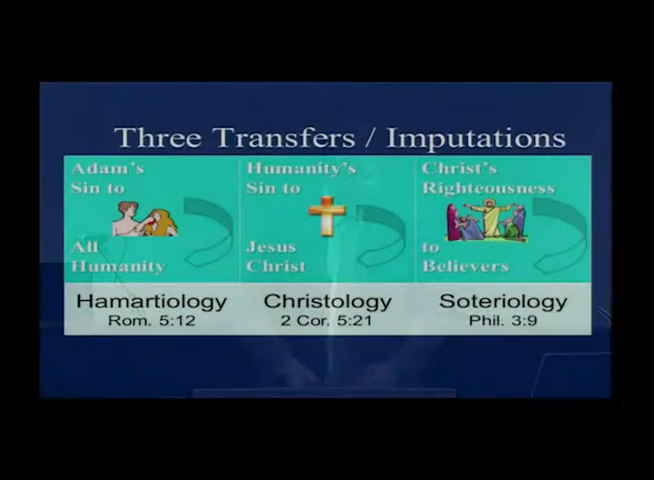 Three Transfers / Imputations
Adam's
Sin to
All
Humanity
Humanity's
Sin to
Jesus
Christ
Christ's
Righteousness
to
Believers
Hamartiology
Rom. 5:12
Christology
2 Cor. 5:21
Soteriology
Phil. 3:9